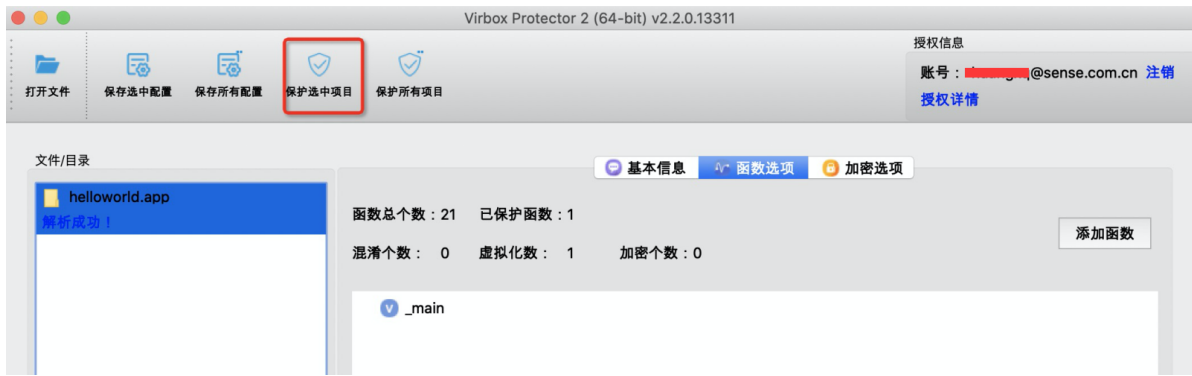 Virbox Protector 2 (64-bit) v2.2.0.13311
打开文件
保存选中配置
保存所有配置
保护选中项目
保护所有项目
授权信息
账号：@sense.com.cn 注销
授权详情
文件/目录
helloworld.app
解析成功！
基本信息
函数选项
加密选项
函数总个数：21 已保护函数：1
混淆个数： 0 虚拟化数： 1 加密个数：0
添加函数
V _main